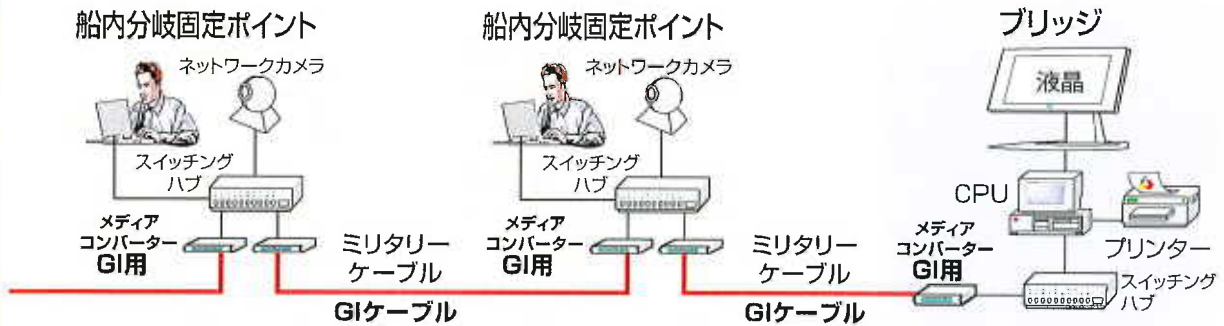 船内分岐固定ポイント
ネットワークカメラ
スイッチング
ハブ
メディア
コンバーター
GI用
ミリタリー
ケーブル
GIケーブル
船内分岐固定ポイント
ネットワークカメラ
スイッチング
ハブ
メディア
コンバーター
GI用
ミリタリー
ケーブル
GIケーブル
ブリッジ
液晶
CPU
プリンター
メディア
コンバーター
GI用
スイッチング
ハブ